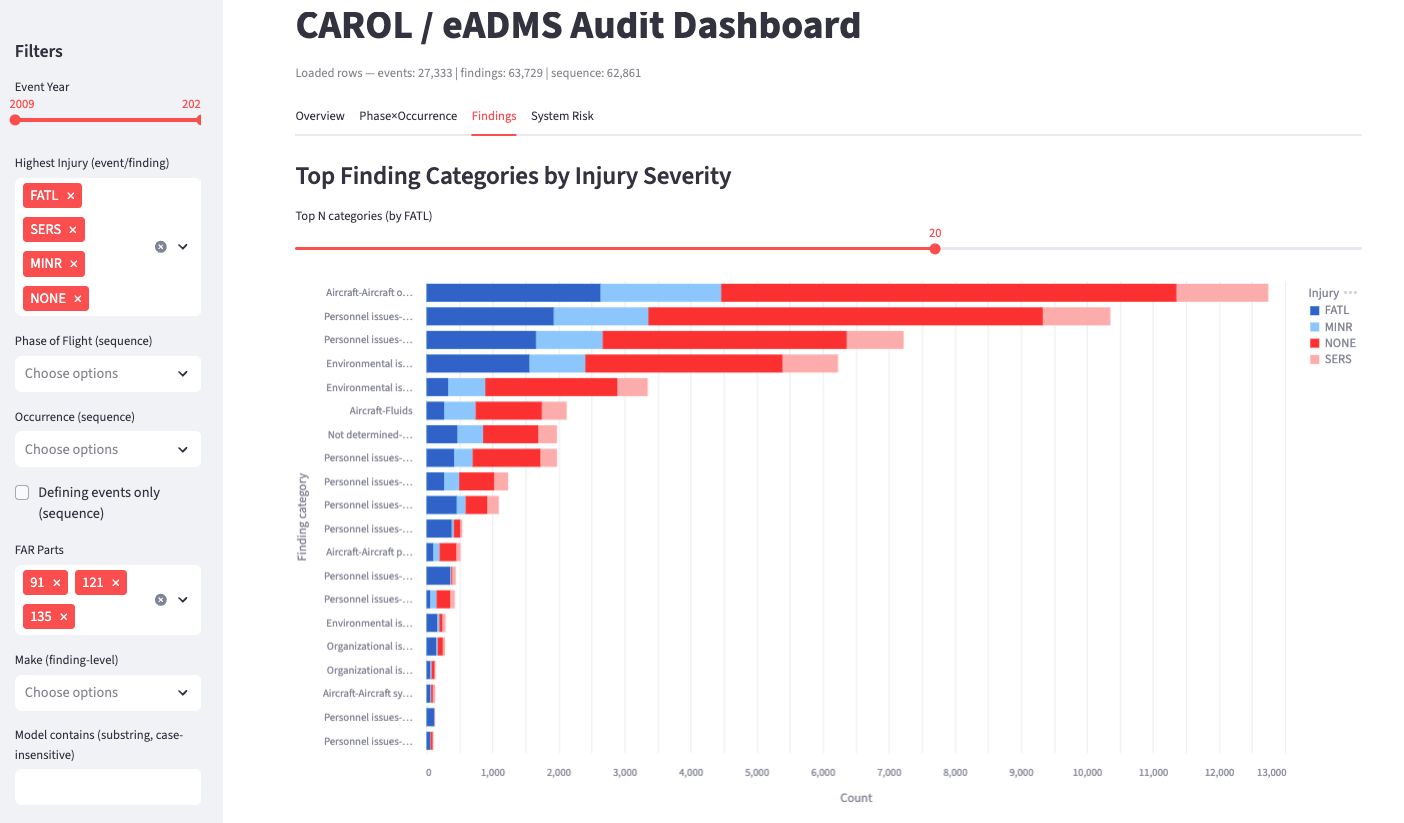 Filters
Event Year
2009
202
Highest Injury (event/finding)
FATL ×
SERS ×
MINR ×
NONE ×
Phase of Flight (sequence)
Choose options
Occurrence (sequence)
Choose options
Defining events only
(sequence)
FAR Parts
91 × 121 ×
135 ×
Make (finding-level)
Choose options
Model contains (substring, case-
insensitive)
CAROL / eADMS Audit Dashboard
Loaded rows — events: 27,333 | findings: 63,729 | sequence: 62,861
Overview Phase×Occurrence Findings System Risk
Top Finding Categories by Injury Severity
Top N categories (by FATL)
20
Finding category
Aircraft-Aircraft o…
Personnel issues-…
Personnel issues-…
Environmental is…
Environmental is…
Aircraft-Fluids
Not determined-…
Personnel issues-…
Personnel issues-…
Personnel issues-…
Personnel issues-…
Aircraft-Aircraft p…
Personnel issues-…
Personnel issues-…
Environmental is…
Organizational is…
Organizational is…
Aircraft-Aircraft sy…
Personnel issues-…
Personnel issues-…
0 1,000 2,000 3,000 4,000 5,000 6,000 7,000 8,000 9,000 10,000 11,000 12,000 13,000
Count
Injury
FATL
MINR
NONE
SERS